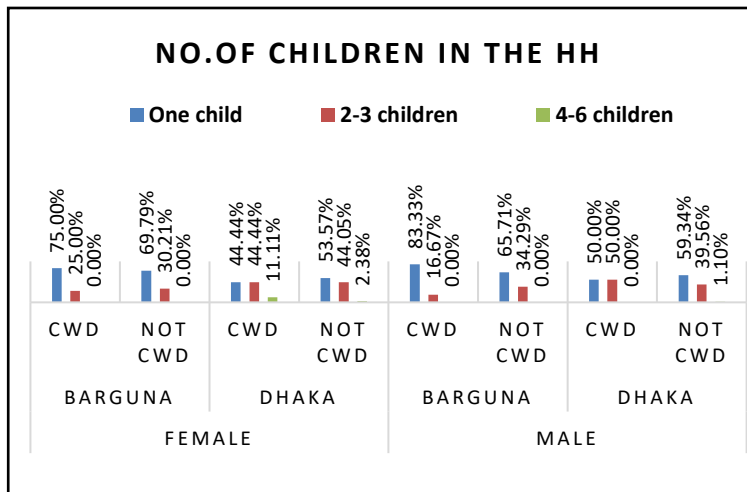 NO.OF CHILDREN IN THE HH
One child 2-3 children 4-6 children
75.00% 25.00% 0.00% 69.79% 30.21% 0.00% 44.44% 44.44% 11.11% 53.57% 44.05% 2.38% 83.33% 16.67% 0.00% 65.71% 34.29% 0.00% 50.00% 50.00% 0.00% 59.34% 39.56% 1.10%
CWD NOT CWD CWD NOT CWD CWD NOT CWD CWD NOT CWD
BARGUNA DHAKA BARGUNA DHAKA
FEMALE MALE